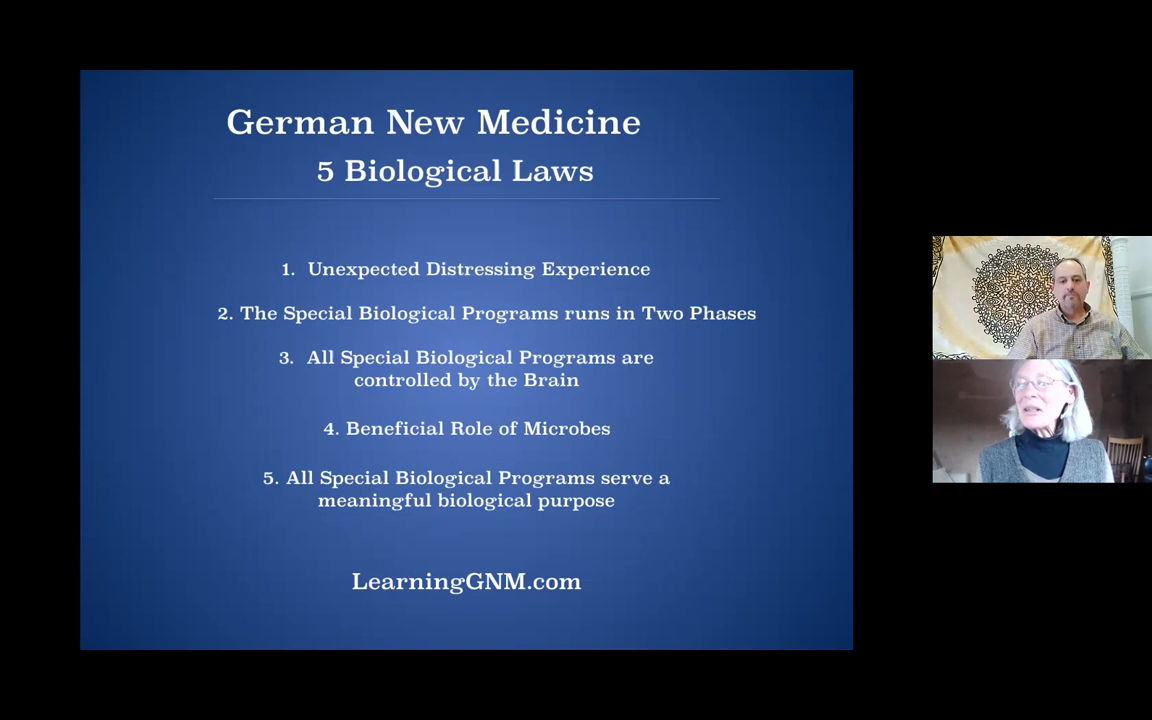 German New Medicine
5 Biological Laws
1. Unexpected Distressing Experience
2. The Special Biological Programs runs in Two Phases
3. All Special Biological Programs are
controlled by the Brain
4. Beneficial Role of Microbes
5. All Special Biological Programs serve a
meaningful biological purpose
LearningGNM.com